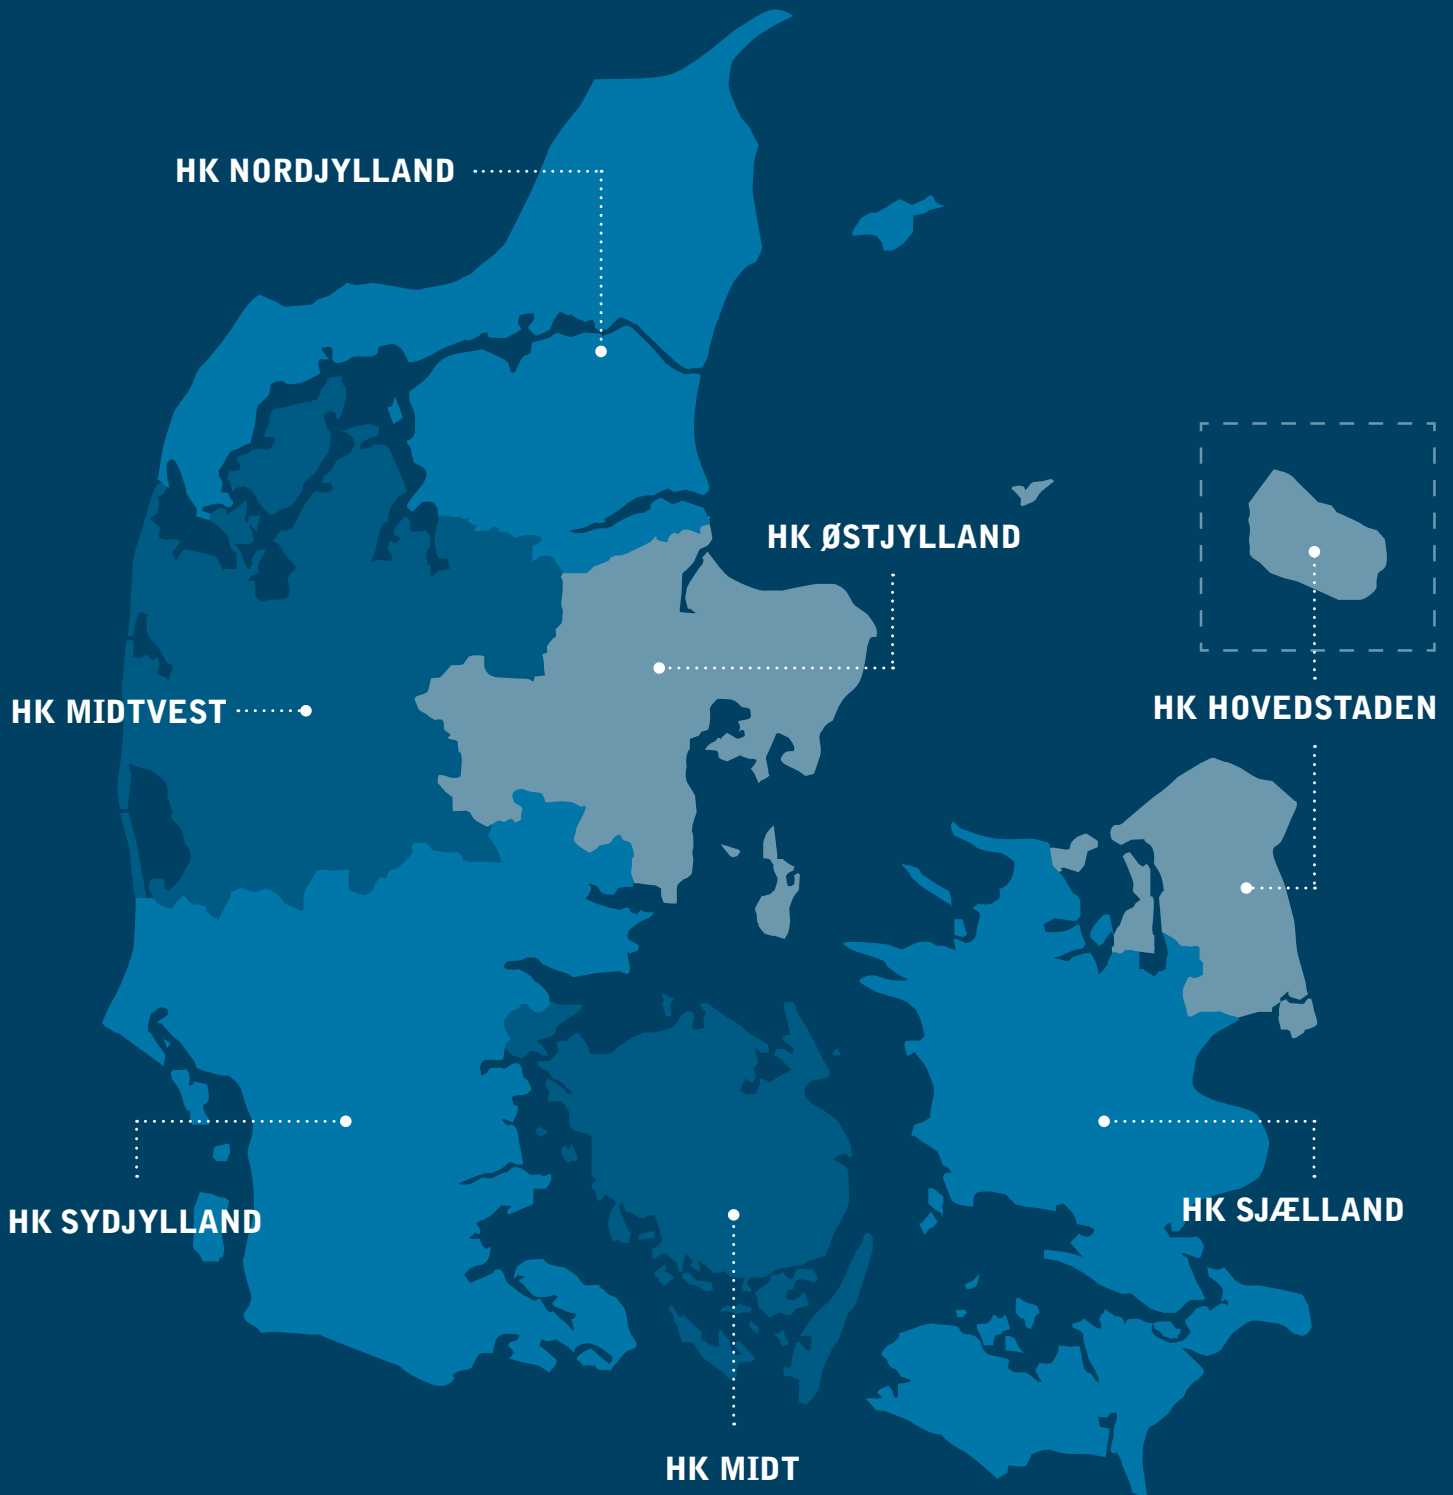 HK NORDJYLLAND
HK ØSTJYLLAND
HK MIDTVEST
HK HOVEDSTADEN
HK SYDJYLLAND
HK SJÆLLAND
HK MIDT